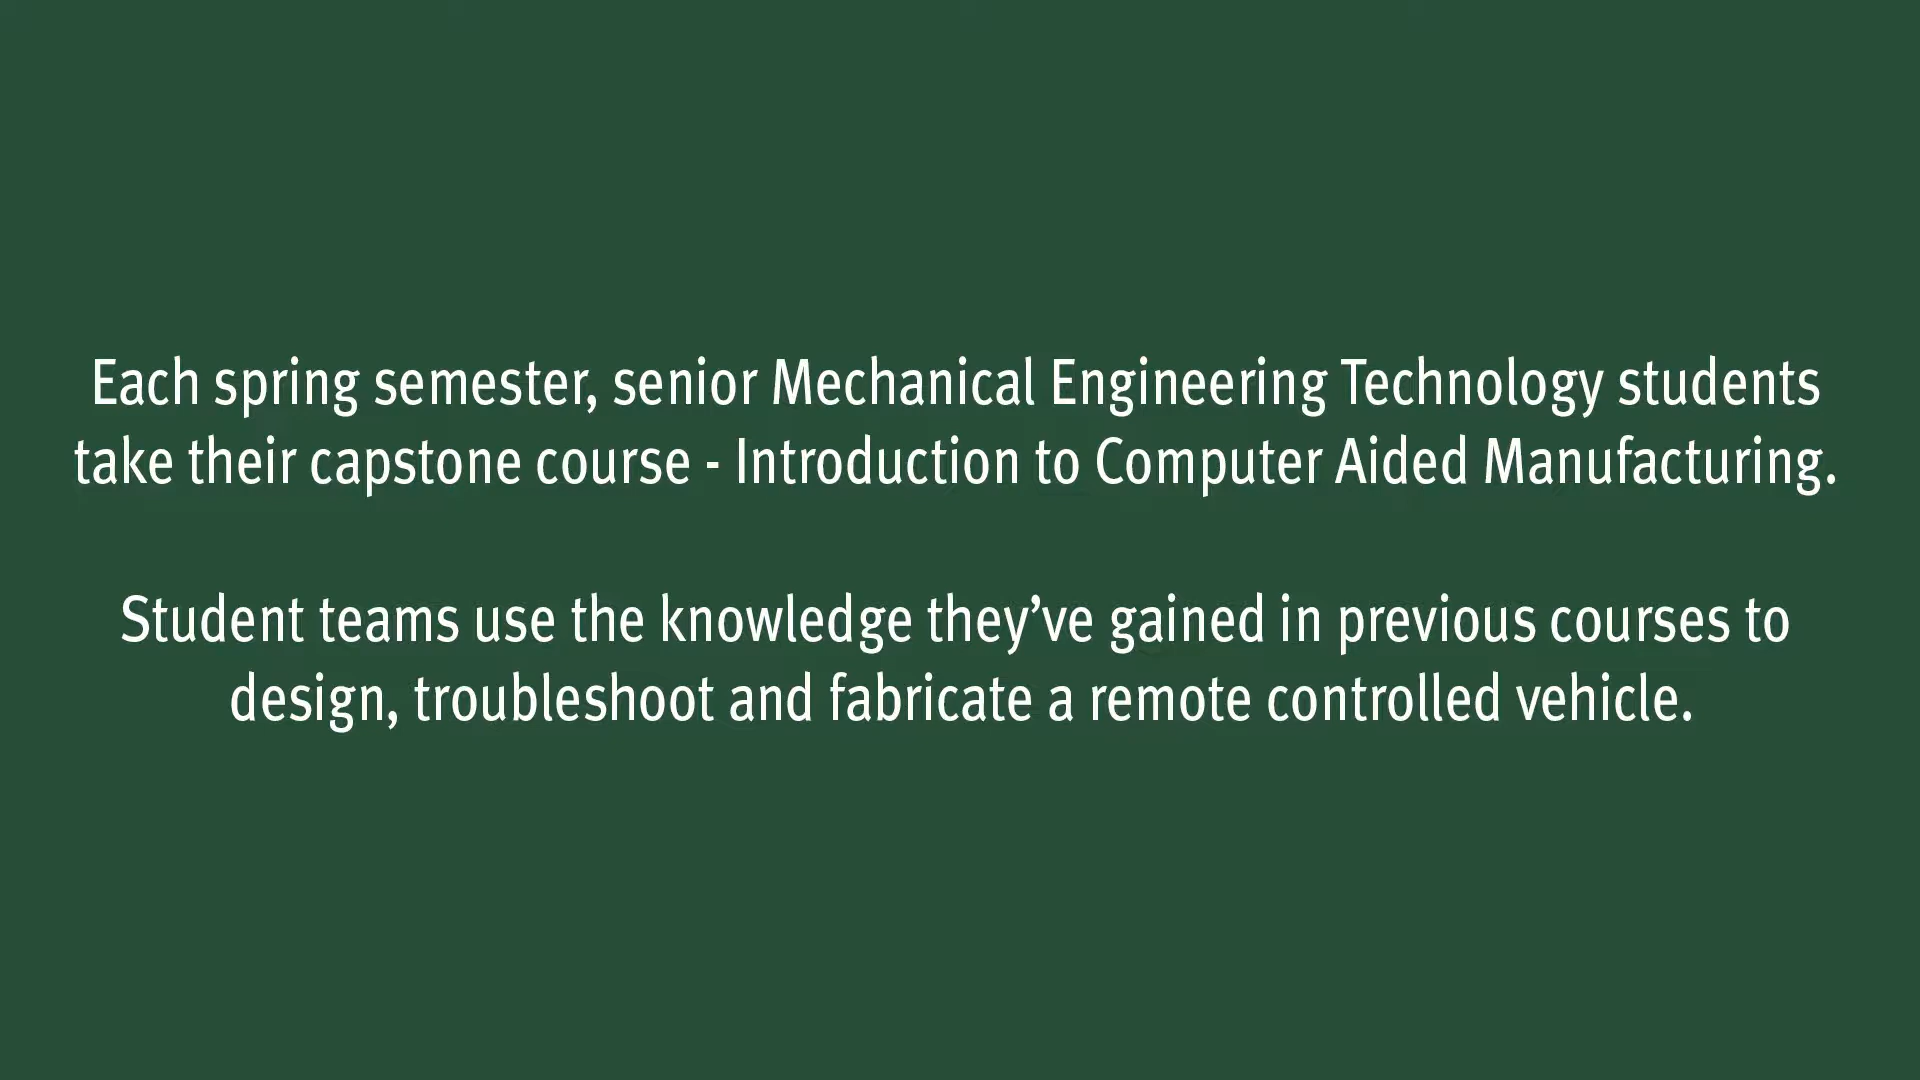 Each spring semester, senior Mechanical Engineering Technology students
take their capstone course - Introduction to Computer Aided Manufacturing.
Student teams use the knowledge they’ve gained in previous courses to
design, troubleshoot and fabricate a remote controlled vehicle.